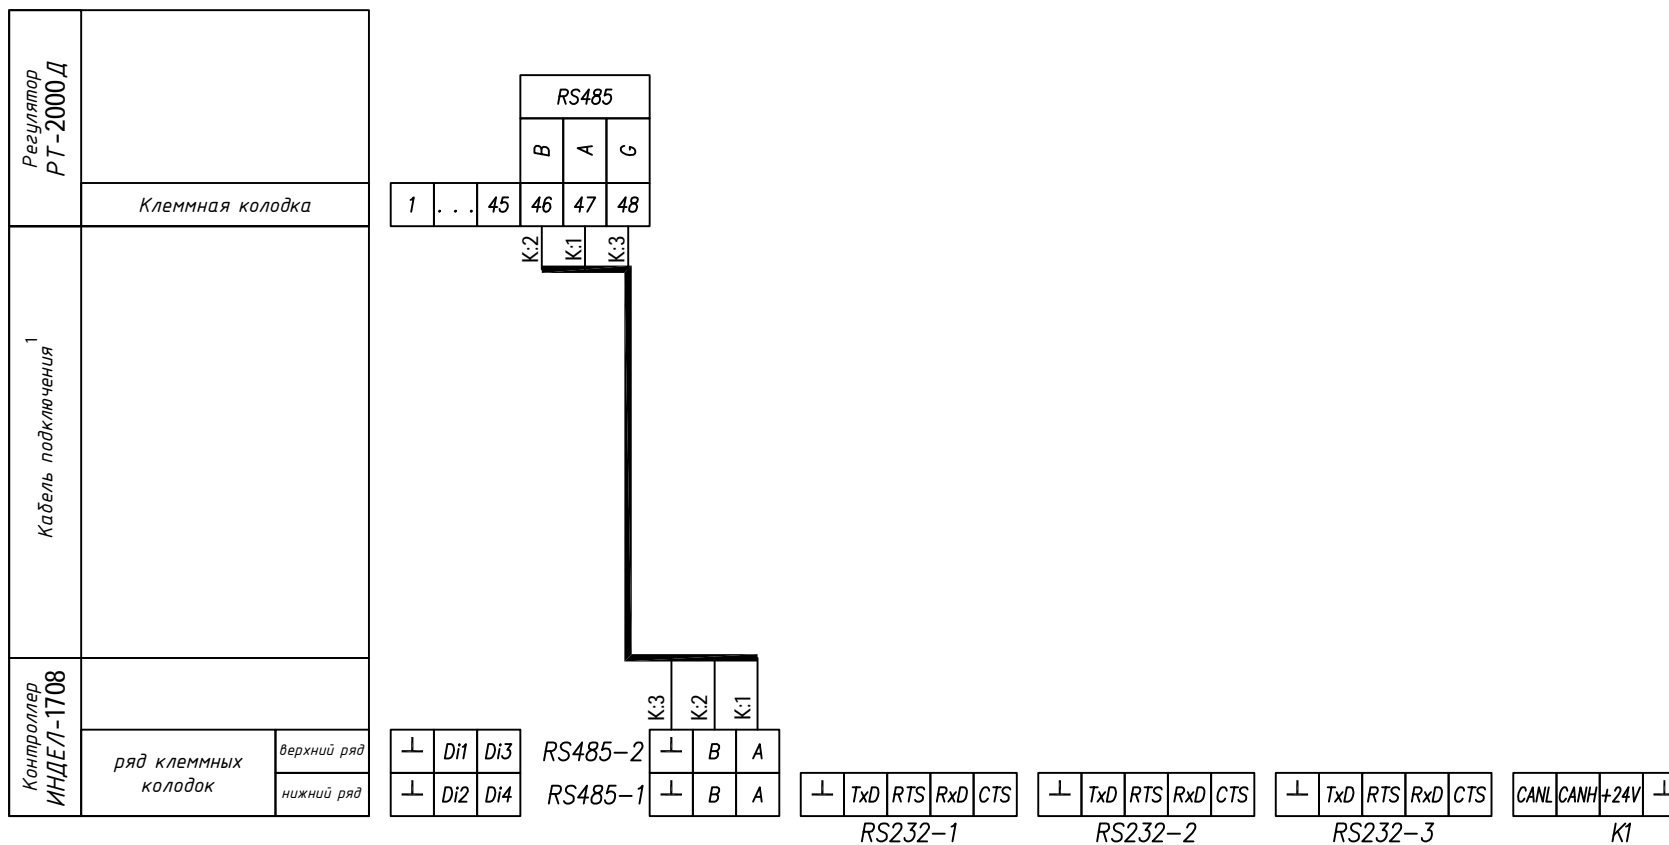 Регулятор
РТ-2000Д
RS485
B A G
Клеммная колодка
1 ... 45 46 47 48
K:2 K:1 K:3
Кабель подключения 1
K:3 K:2 K:1
Контроллер
ИНДЕЛ-1708
ряд клеммных
колодок
верхний ряд
нижний ряд
⊥ Di1 Di3 RS485-2 ⊥ B A
⊥ Di2 Di4 RS485-1 ⊥ B A
⊥ TxD RTS RxD CTS
RS232-1
⊥ TxD RTS RxD CTS
RS232-2
⊥ TxD RTS RxD CTS
RS232-3
CANL CANH +24V ⊥
K1